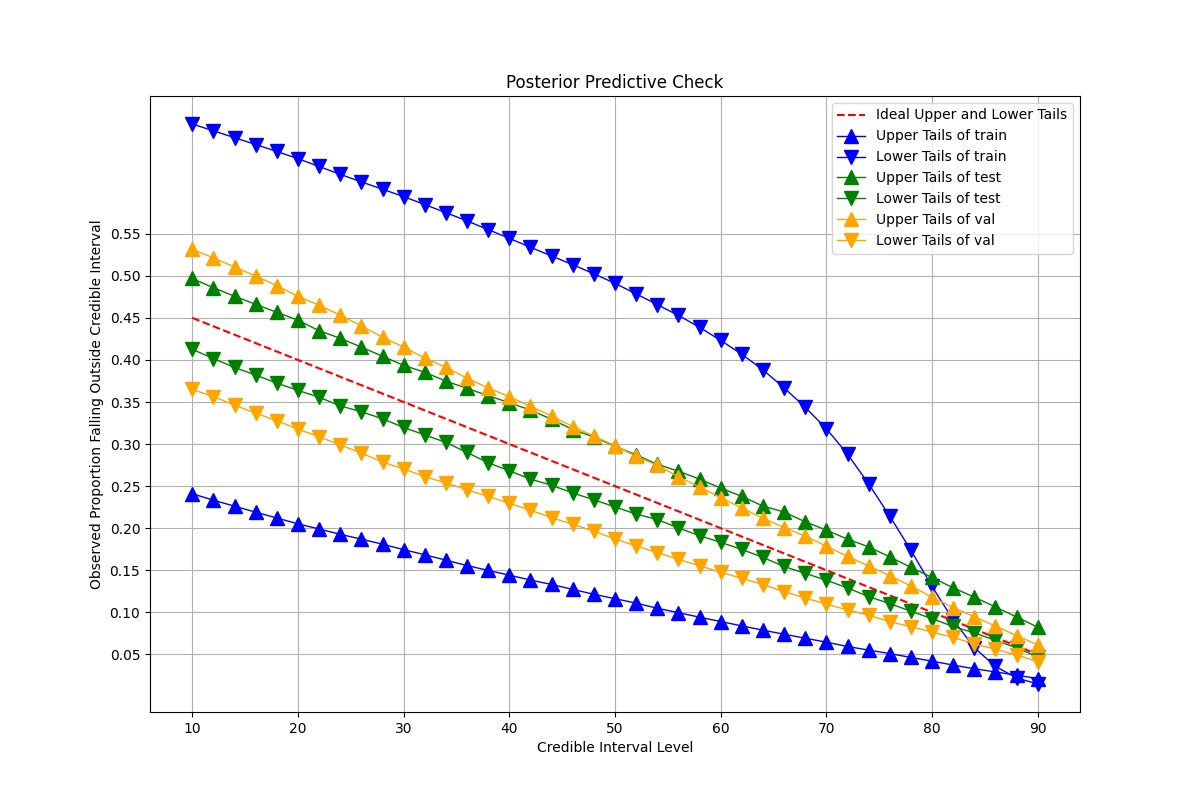 Posterior Predictive Check
Ideal Upper and Lower Tails
Upper Tails of train
Lower Tails of train
Upper Tails of test
Lower Tails of test
Upper Tails of val
Lower Tails of val
Observed Proportion Falling Outside Credible Interval
0.55
0.50
0.45
0.40
0.35
0.30
0.25
0.20
0.15
0.10
0.05
10 20 30 40 50 60 70 80 90
Credible Interval Level